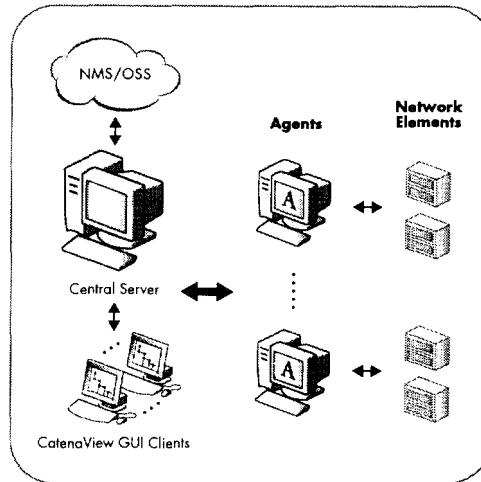 NMS/OSS
Agents
Network
Elements
A
Central Server
A
CatenaView GUI Clients